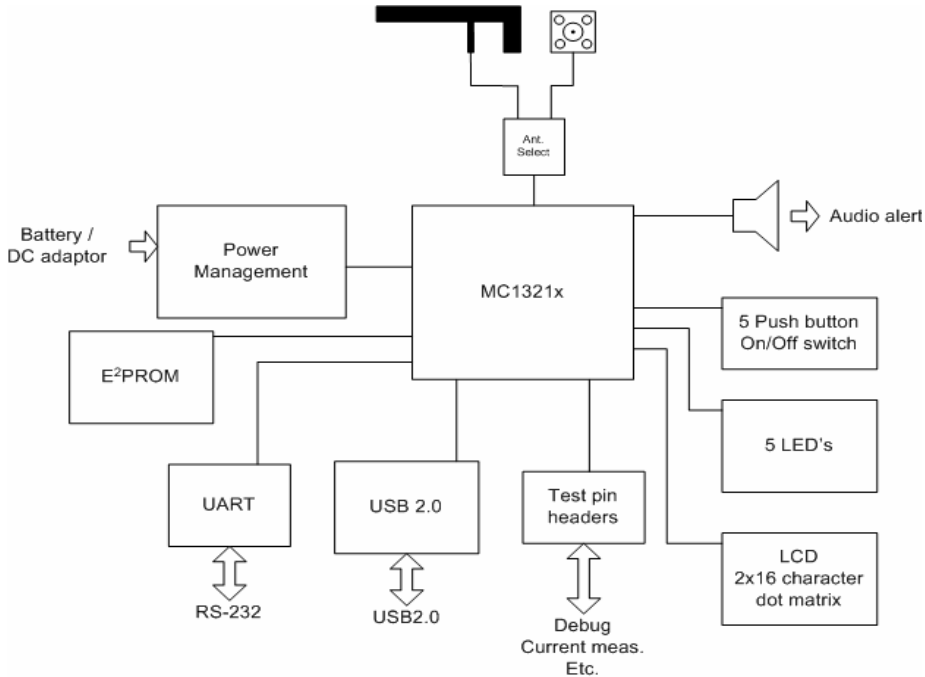 Ant.
Select
Battery /
DC adaptor
Power
Management
MC1321x
Audio alert
5 Push button
On/Off switch
E²PROM
5 LED's
UART
USB 2.0
Test pin
headers
LCD
2x16 character
dot matrix
RS-232
USB2.0
Debug
Current meas.
Etc.